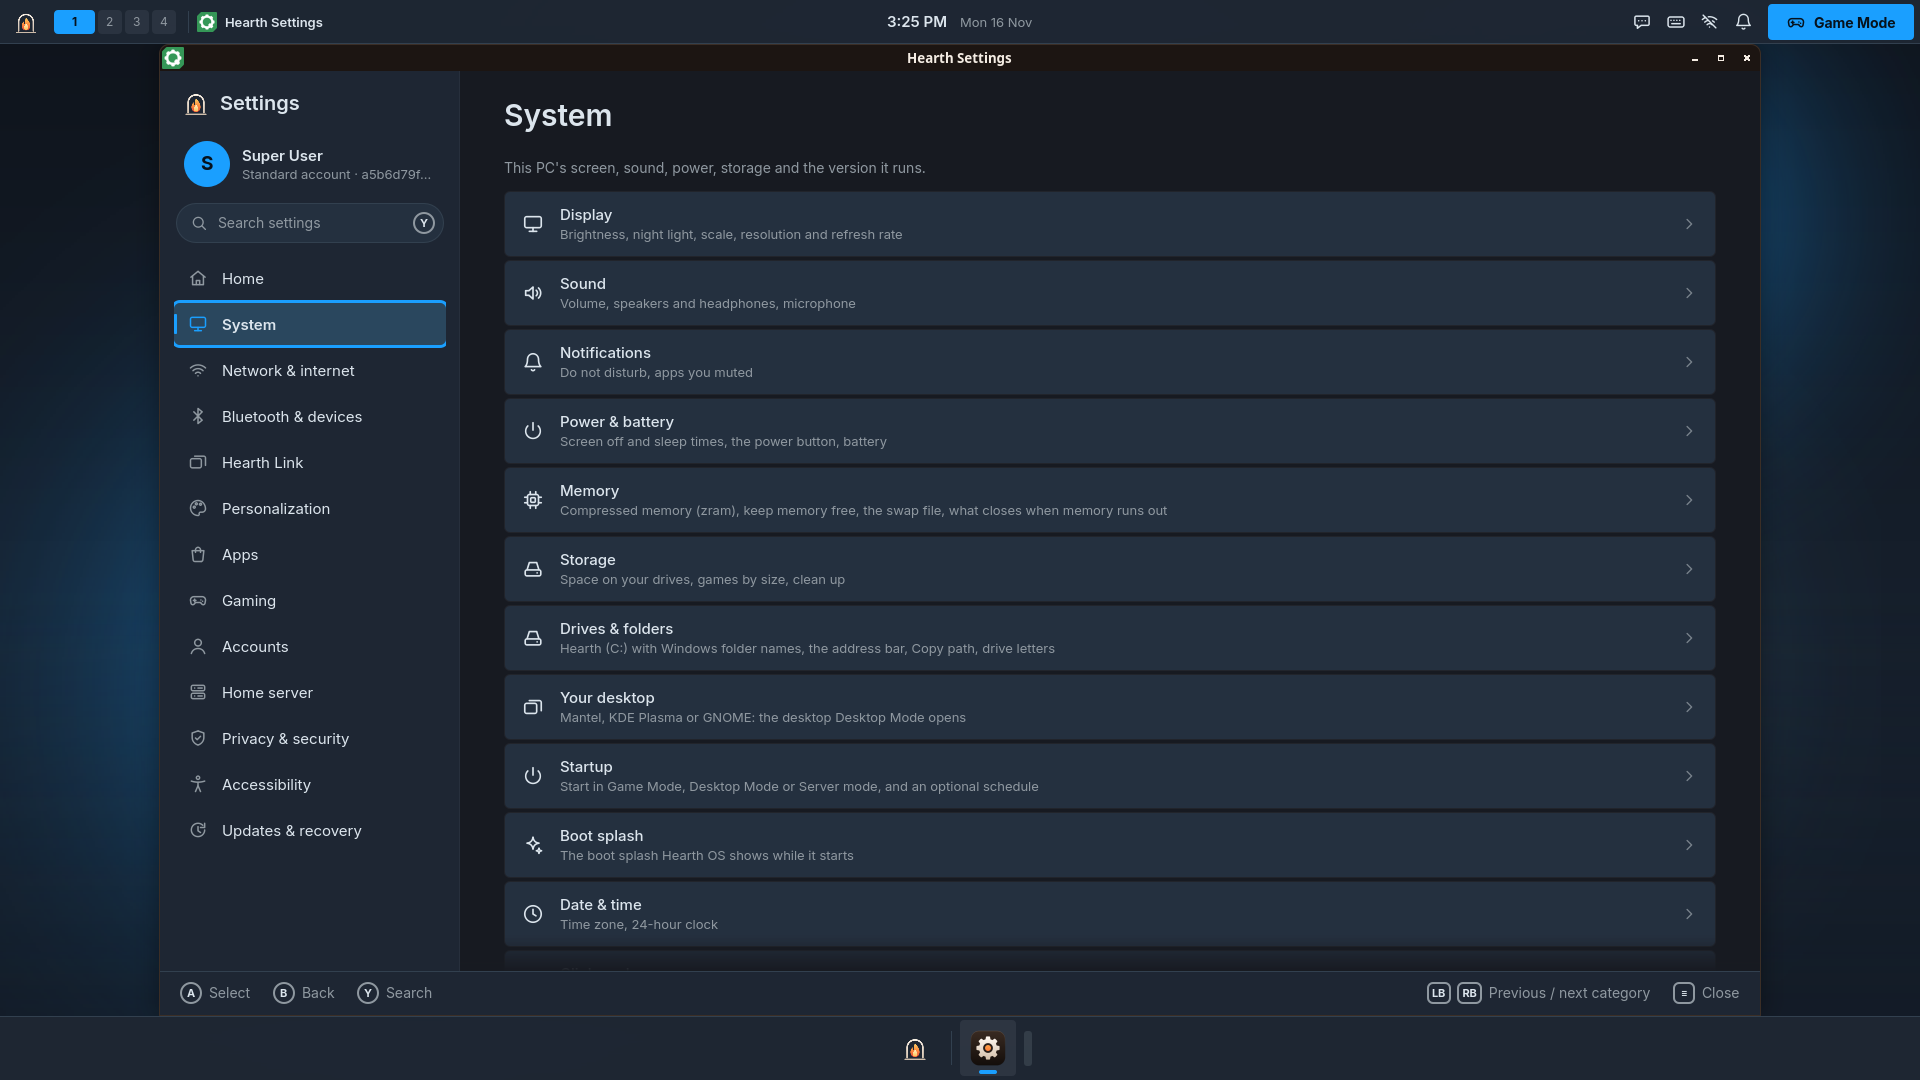 1 2 3 4 Hearth Settings 3:25 PM Mon 16 Nov Game Mode
Hearth Settings
Settings
S
Super User
Standard account · a5b6d79f...
Search settings Y
Home
System
Network & internet
Bluetooth & devices
Hearth Link
Personalization
Apps
Gaming
Accounts
Home server
Privacy & security
Accessibility
Updates & recovery
System
This PC's screen, sound, power, storage and the version it runs.
Display
Brightness, night light, scale, resolution and refresh rate
Sound
Volume, speakers and headphones, microphone
Notifications
Do not disturb, apps you muted
Power & battery
Screen off and sleep times, the power button, battery
Memory
Compressed memory (zram), keep memory free, the swap file, what closes when memory runs out
Storage
Space on your drives, games by size, clean up
Drives & folders
Hearth (C:) with Windows folder names, the address bar, Copy path, drive letters
Your desktop
Mantel, KDE Plasma or GNOME: the desktop Desktop Mode opens
Startup
Start in Game Mode, Desktop Mode or Server mode, and an optional schedule
Boot splash
The boot splash Hearth OS shows while it starts
Date & time
Time zone, 24-hour clock
A Select B Back Y Search LB RB Previous / next category Close